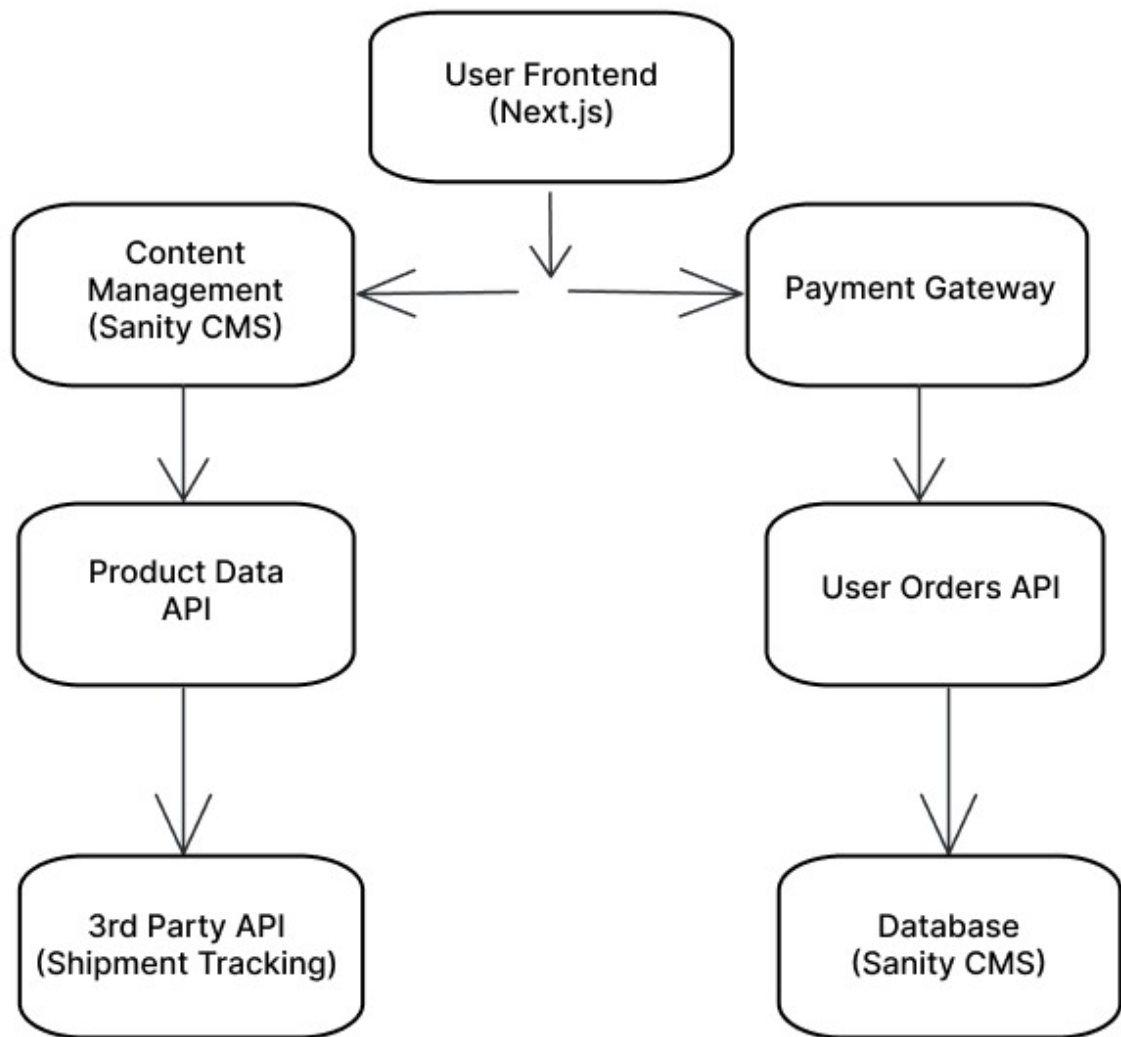 User Frontend
(Next.js)
Content
Management
(Sanity CMS)
Payment Gateway
Product Data
API
User Orders API
3rd Party API
(Shipment Tracking)
Database
(Sanity CMS)